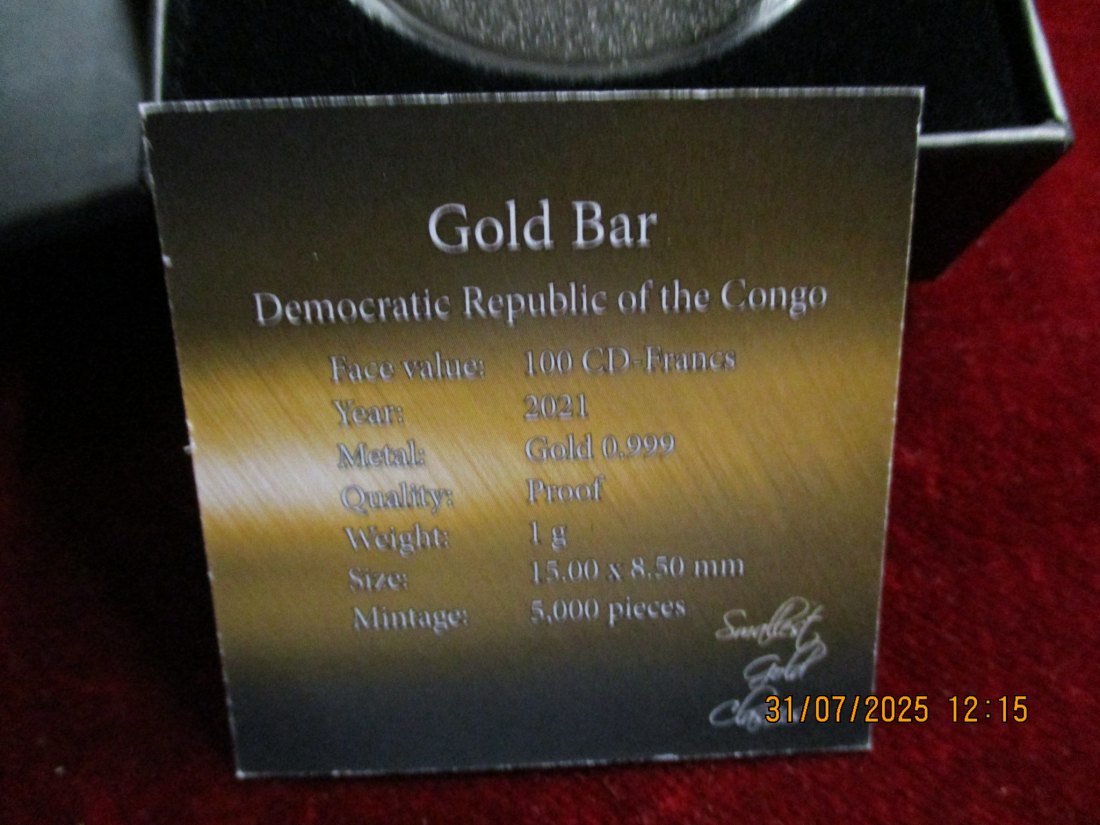 Gold Bar
Democratic Republic of the Congo
Face value: 100 CD-Francs
Year: 2021
Metal: Gold 0.999
Quality: Proof
Weight: 1 g
Size: 15.00 x 8.50 mm
Mintage: 5,000 pieces
Smallest
Gold
31/07/2025 12:15